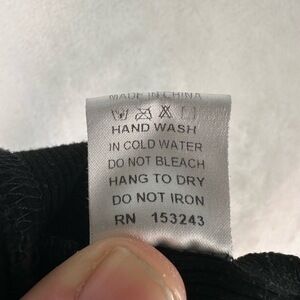 MADE IN CHINA
HAND WASH
IN COLD WATER
DO NOT BLEACH
HANG TO DRY
DO NOT IRON
RN 153243